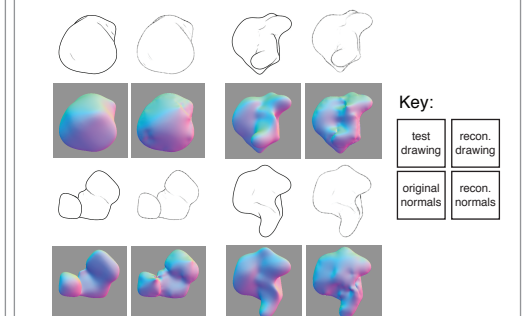 Key:
test
drawing
recon.
drawing
original
normals
recon.
normals